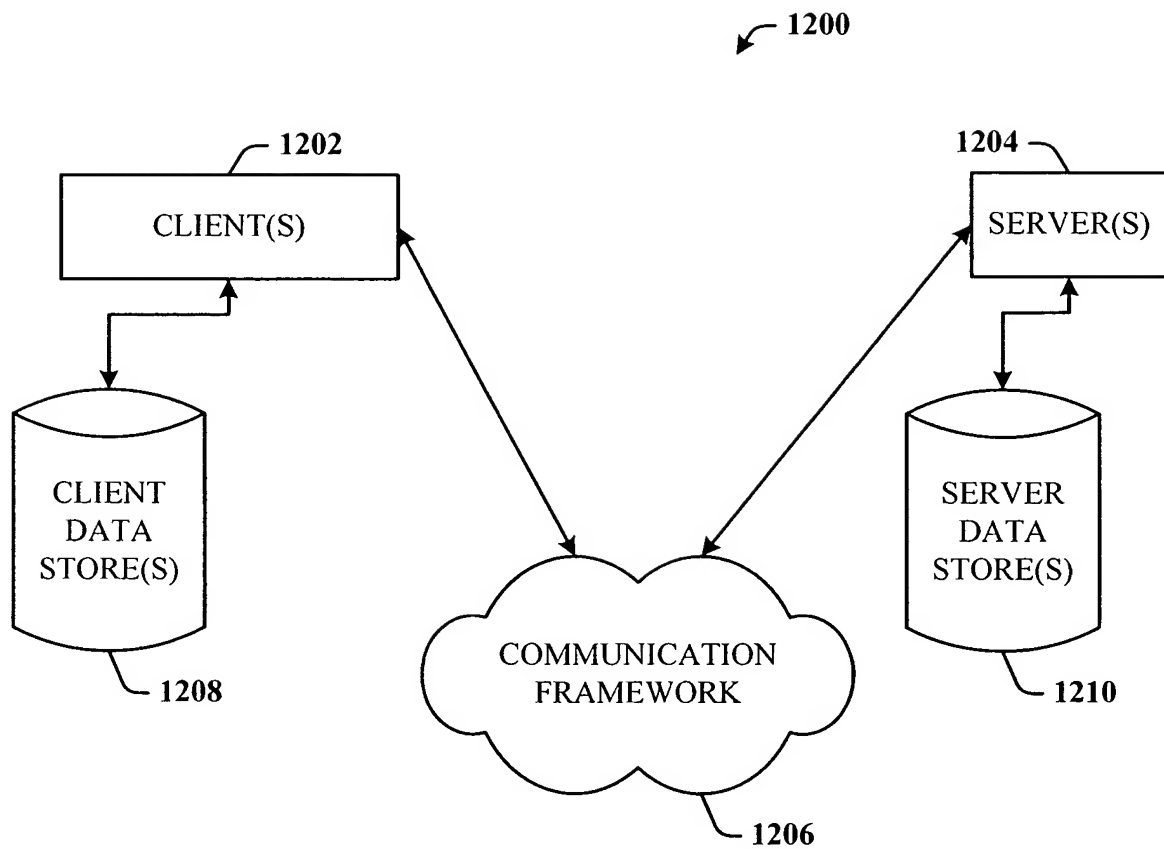 1200
1202
1204
CLIENT(S)
SERVER(S)
CLIENT
DATA
STORE(S)
SERVER
DATA
STORE(S)
COMMUNICATION
FRAMEWORK
1208
1210
1206